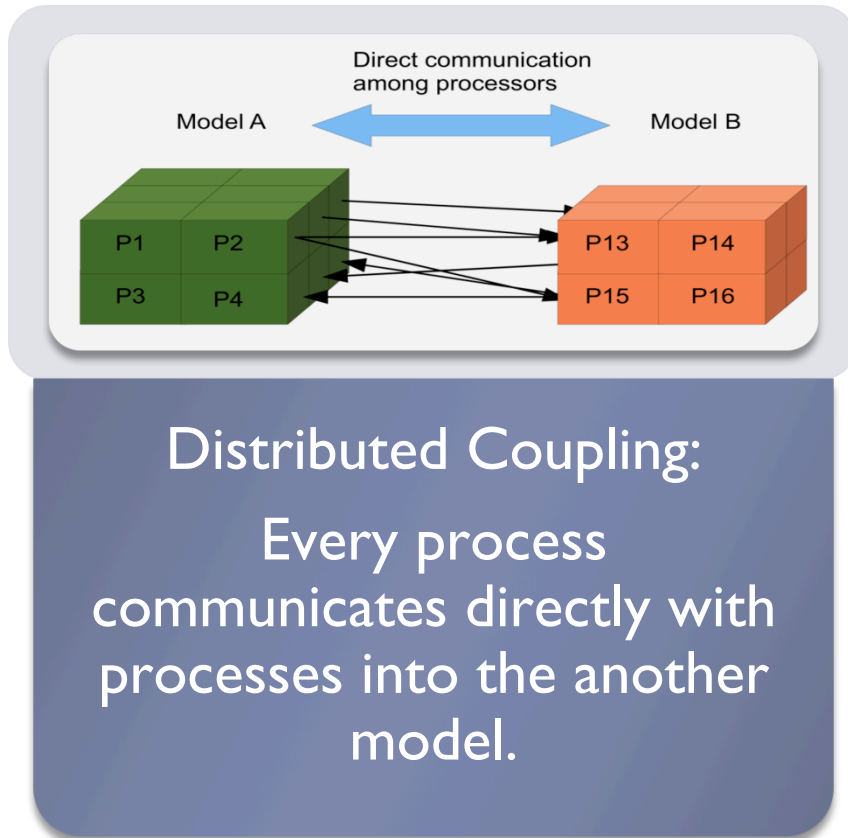 Direct communication
among processors
Model A
Model B
P1
P2
P13
P14
P3
P4
P15
P16
Distributed Coupling:
Every process
communicates directly with
processes into the another
model.